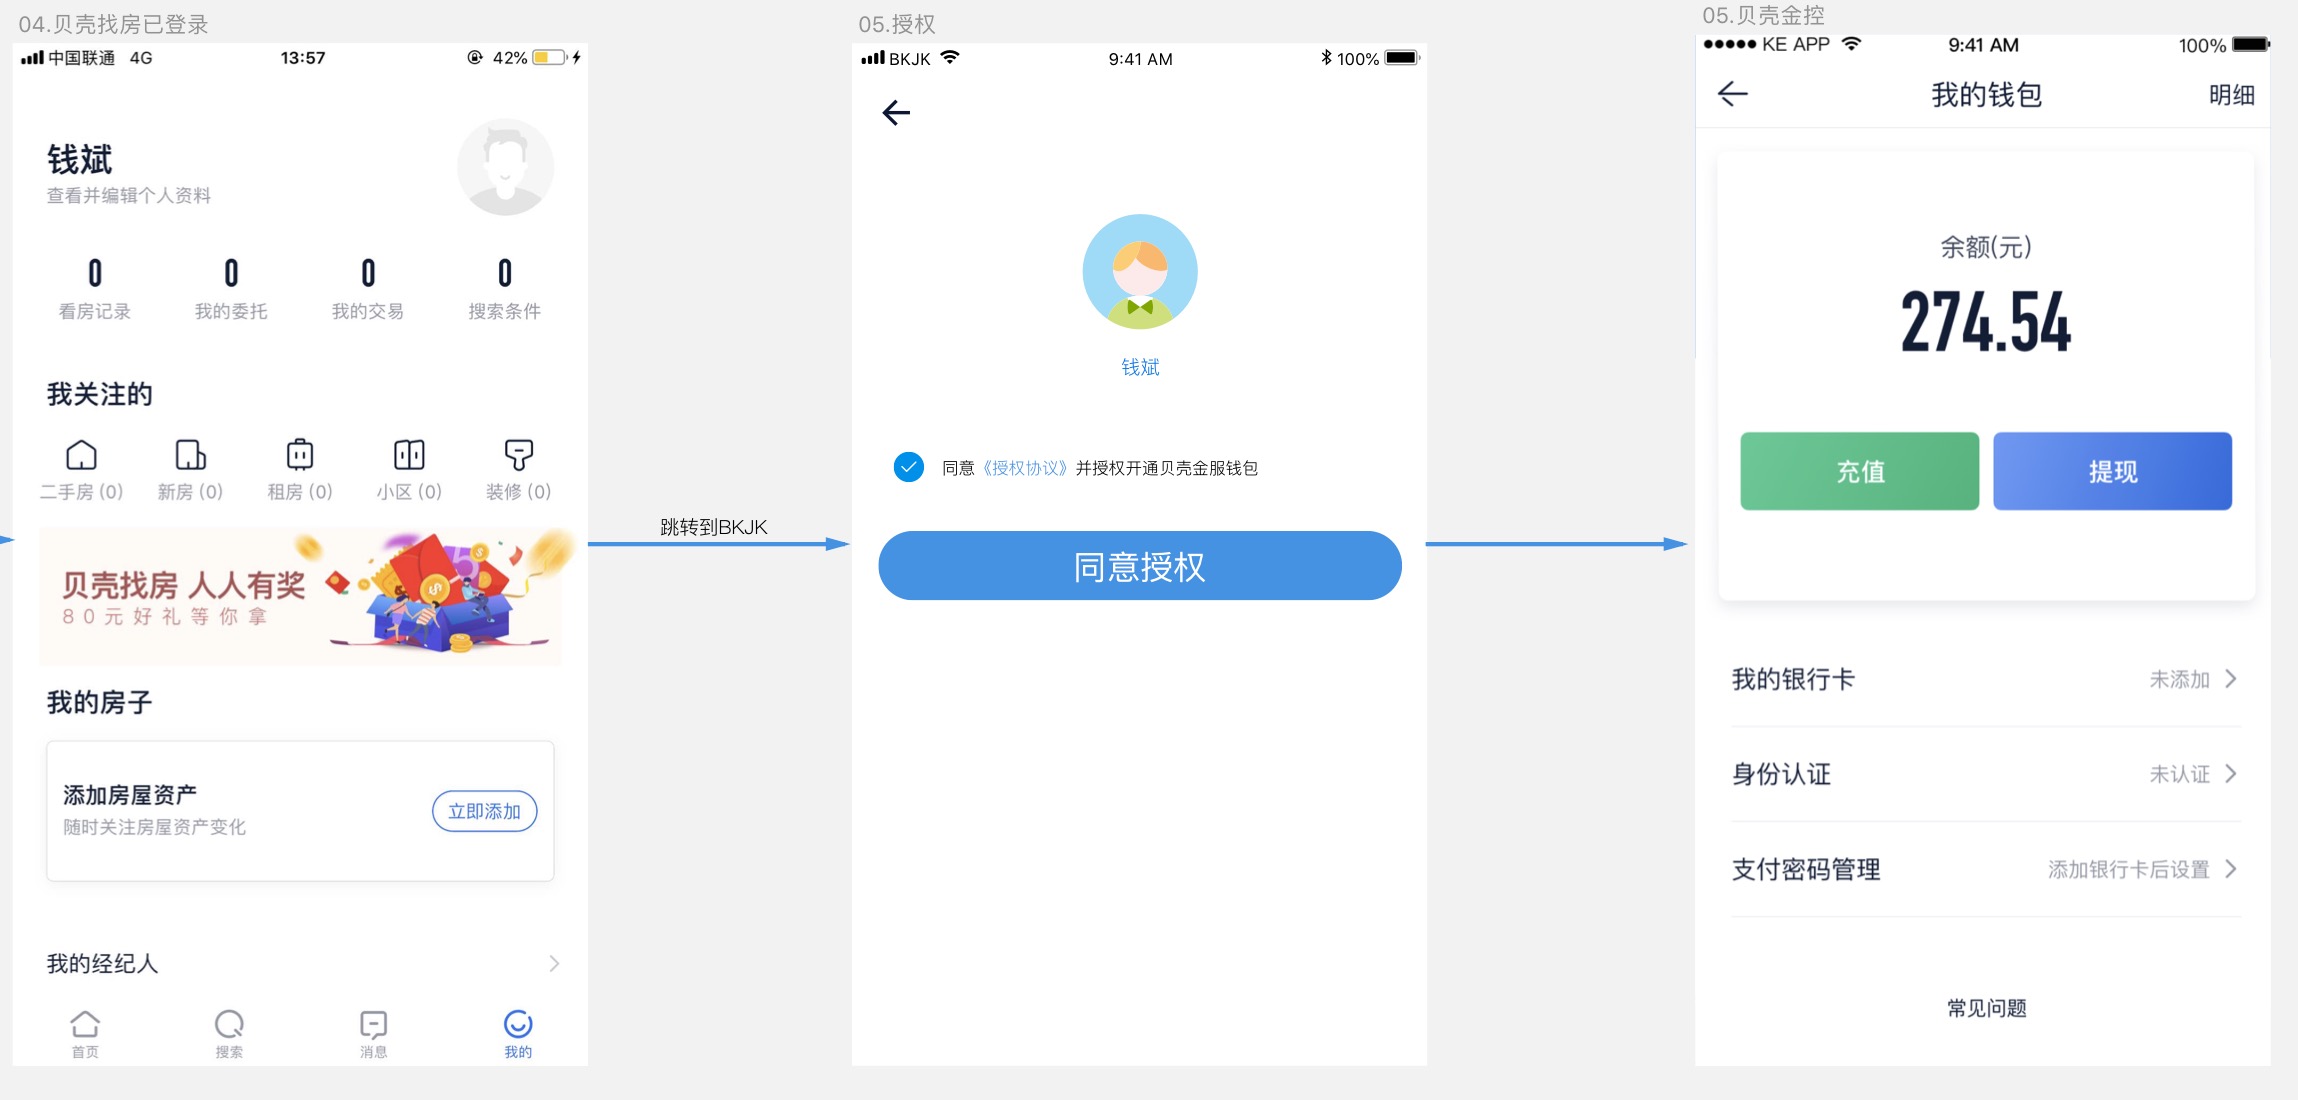 04.贝壳找房已登录
中国联通 4G 13:57 42%
钱斌
查看并编辑个人资料
0 0 0 0
看房记录 我的委托 我的交易 搜索条件
我关注的
二手房 (0) 新房 (0) 租房 (0) 小区 (0) 装修 (0)
贝壳找房 人人有奖
80元好礼等你拿
我的房子
添加房屋资产
随时关注房屋资产变化
立即添加
我的经纪人
首页 搜索 消息 我的
跳转到BKJK
05.授权
BKJK 9:41 AM 100%
钱斌
同意《授权协议》并授权开通贝壳金服钱包
同意授权
05.贝壳金控
KE APP 9:41 AM 100%
我的钱包 明细
余额(元)
274.54
充值 提现
我的银行卡 未添加
身份认证 未认证
支付密码管理 添加银行卡后设置
常见问题